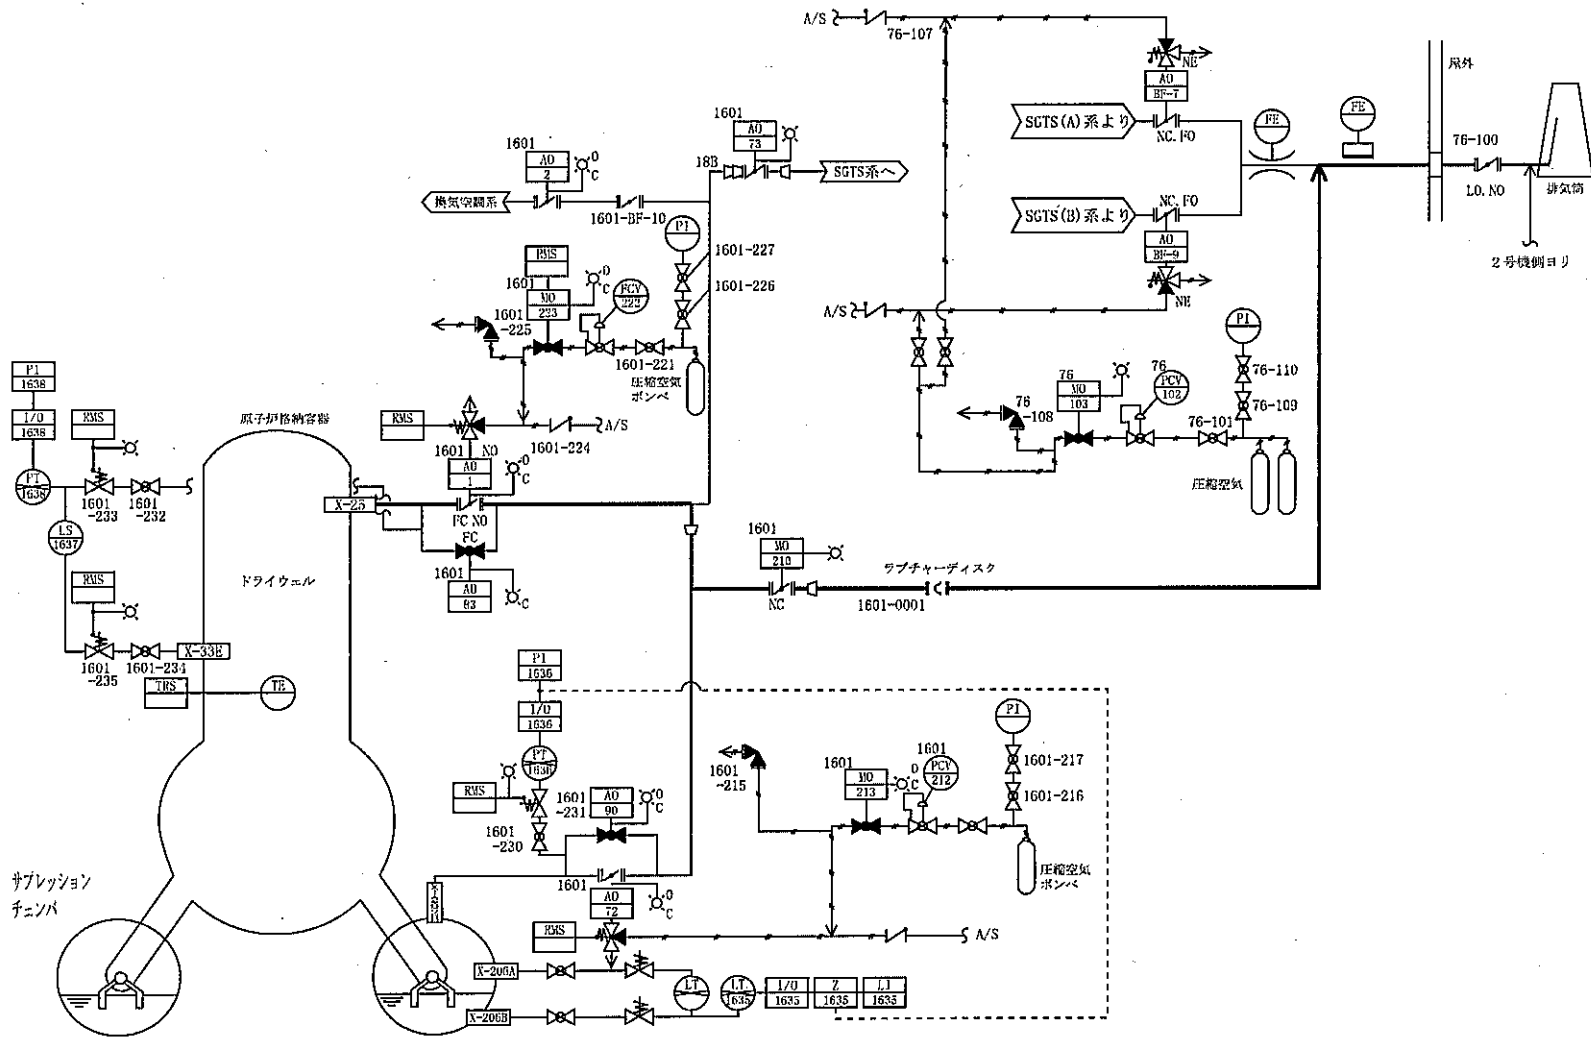 A/S
76-107
NE
AO
BF-7
SGTS(A)系より
NC.FO
FE
FE
屋外
76-100
LO.NO
排気筒
2号機側ヨリ
SGTS(B)系より
NC.FO
AO
BF-9
NE
A/S
1601
AO
73
18B
SGTS系へ
1601
AO
2
O
C
換気空調系
1601-BF-10
PI
1601-227
1601-226
RMS
1601
MO
223
O
C
FCV
222
1601
-225
1601-221
圧縮空気
ボンベ
RMS
1601-224
A/S
1601
NO
AO
1
O
C
FC NO
FC
1601
AO
83
C
PI
76-110
76-109
76
MO
103
76
PCV
102
76
-108
76-101
圧縮空気
PI
1638
I/O
1638
RMS
PT
1638
1601
-233
1601
-232
LS
1637
RMS
1601
-235
1601-234
X-33E
TRS
TE
原子炉格納容器
X-25
ドライウェル
1601
MO
210
NC
ラプチャーディスク
1601-0001
PI
1636
I/O
1636
PT
1636
RMS
1601
-231
1601
-230
AO
90
O
C
1601
AO
72
O
C
RMS
1601
-215
1601
MO
213
O
C
1601
PCV
212
PI
1601-217
1601-216
圧縮空気
ボンベ
A/S
サプレッション
チェンバ
X-206A
X-206B
LT
LT
1635
I/O
1635
Z
1635
LI
1635